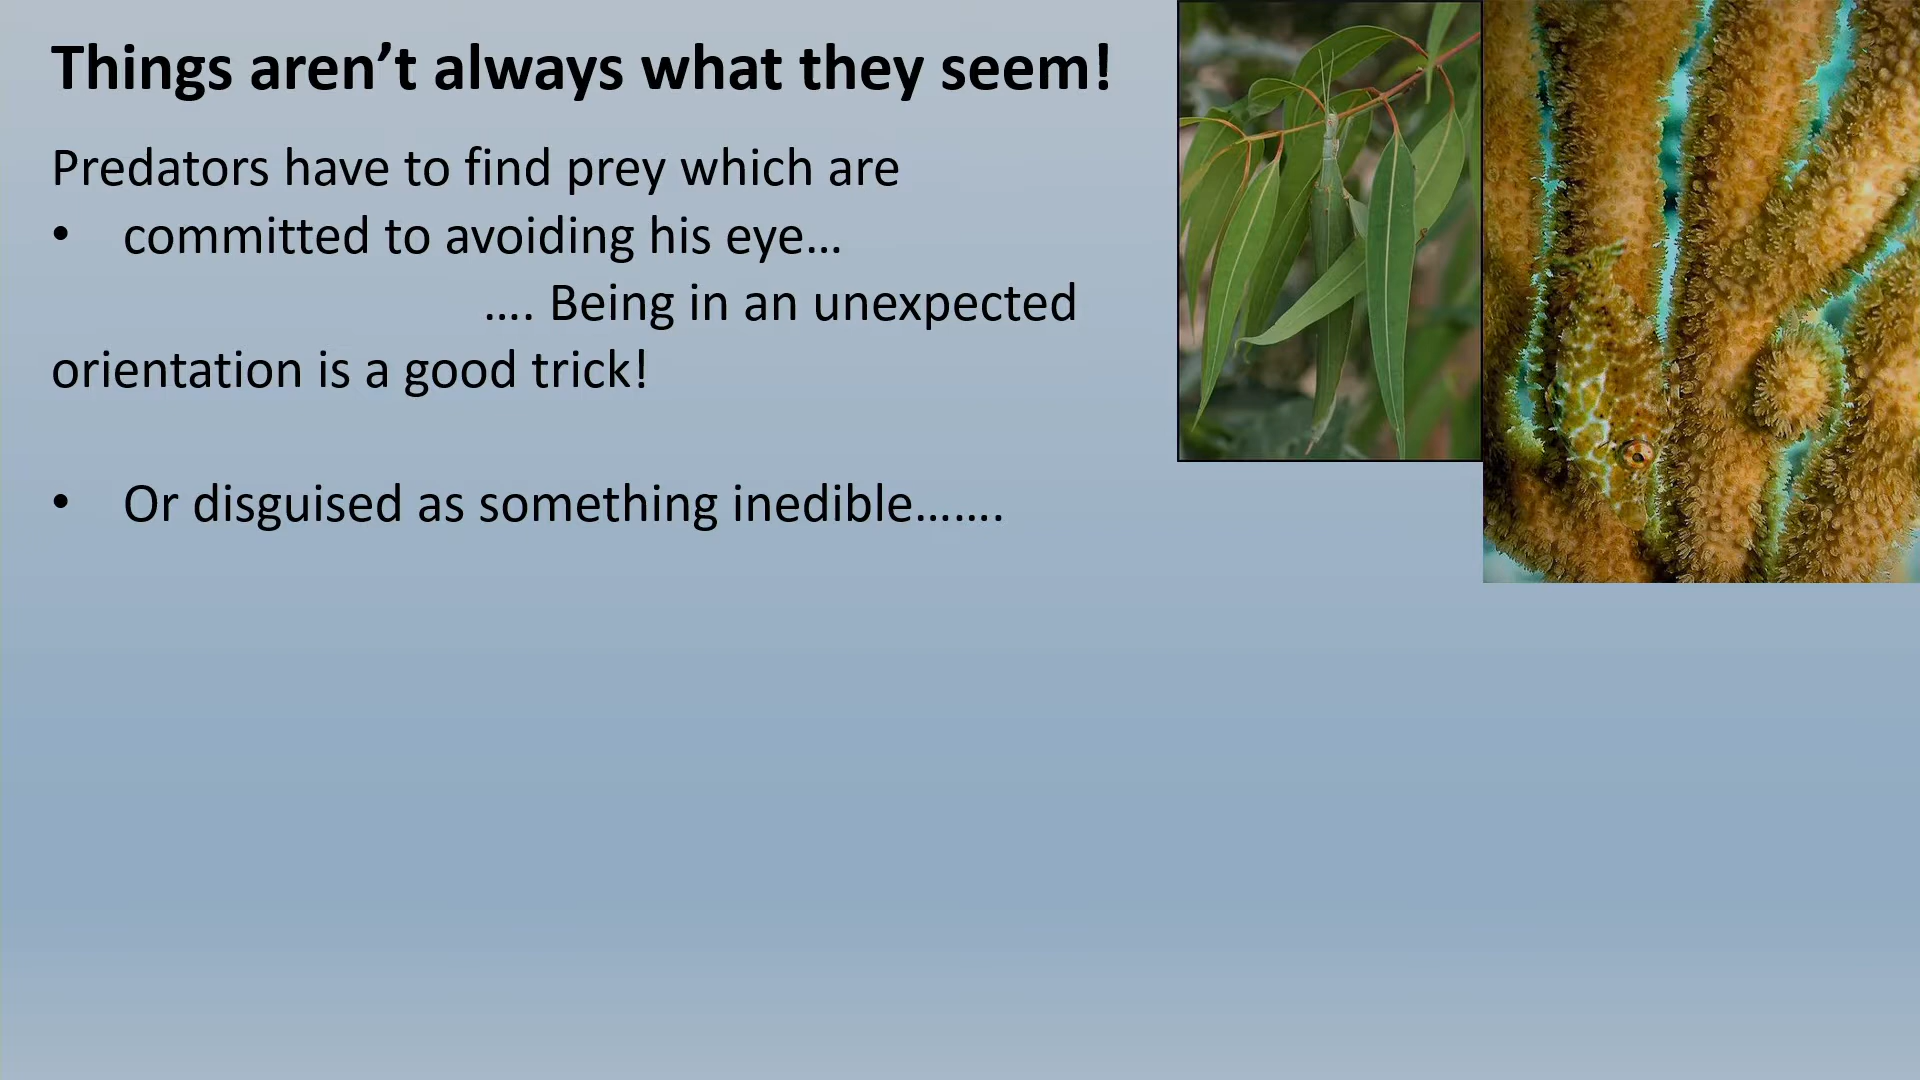 Things aren’t always what they seem!
Predators have to find prey which are
• committed to avoiding his eye…
…. Being in an unexpected
orientation is a good trick!
• Or disguised as something inedible…….